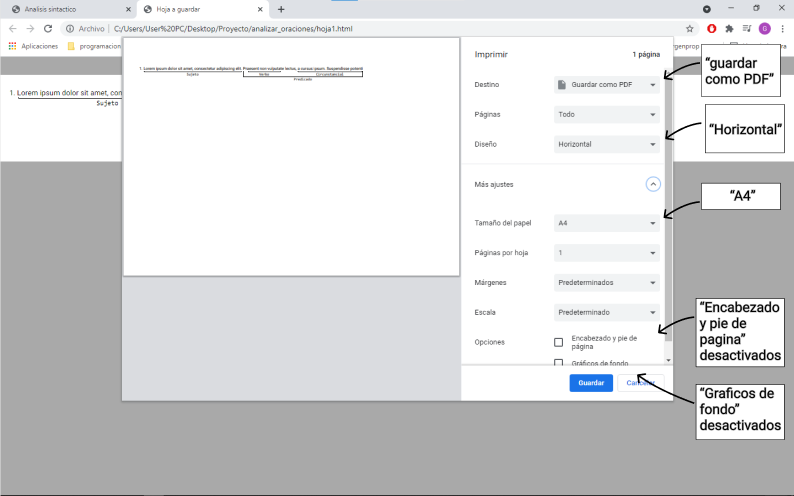 Analisis sintactico
Hoja a guardar
Archivo | C:/Users/User%20PC/Desktop/Proyecto/analizar_oraciones/hoja1.html
Aplicaciones
programacion
1. Lorem ipsum dolor sit amet, con
Sujeto
1. Lorem ipsum dolor sit amet, consectetur adipiscing elit. Praesent non vulputate lectus, a cursus ipsum. Suspendisse potenti
Sujeto
Verbo
Circunstancial
Predicado
Imprimir
1 página
Destino
Guardar como PDF
Páginas
Todo
Diseño
Horizontal
Más ajustes
Tamaño del papel
A4
Páginas por hoja
1
Márgenes
Predeterminados
Escala
Predeterminado
Opciones
Encabezado y pie de
página
Gráficos de fondo
Guardar
Cancelar
“guardar
como PDF”
“Horizontal”
“A4”
“Encabezado
y pie de
pagina”
desactivados
“Graficos de
fondo”
desactivados